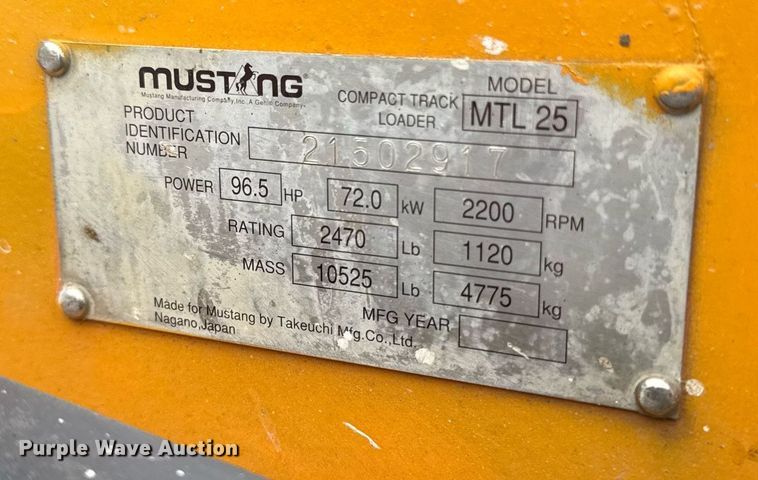 MUSTANG
Mustang Manufacturing Company, Inc., A Gehl® Company
COMPACT TRACK LOADER
MODEL
MTL 25
PRODUCT IDENTIFICATION NUMBER
21502917
POWER 96.5 HP 72.0 kW 2200 RPM
RATING 2470 Lb 1120 kg
MASS 10525 Lb 4775 kg
MFG YEAR
Made for Mustang by Takeuchi Mfg.Co.,Ltd.
Nagano,Japan
Purple Wave Auction